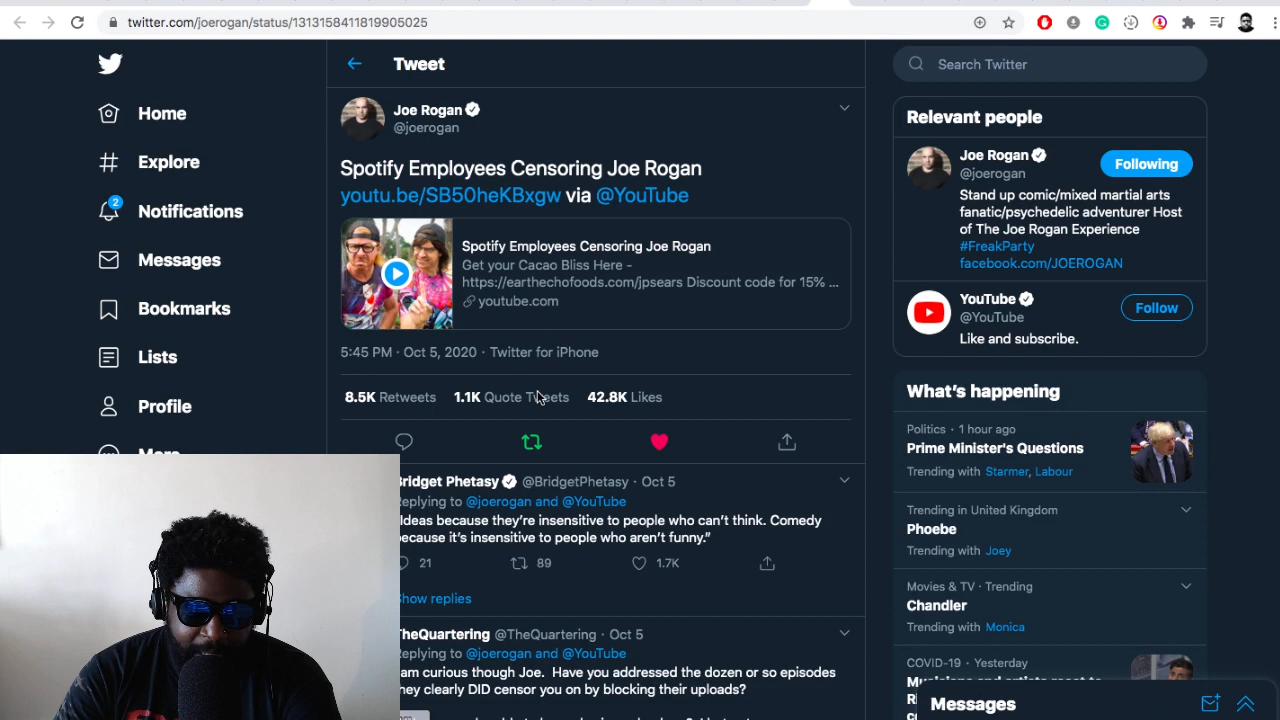 twitter.com/joerogan/status/1313158411819905025
Home
Explore
2
Notifications
Messages
Bookmarks
Lists
Profile
More
Tweet
Joe Rogan
@joerogan
Spotify Employees Censoring Joe Rogan
youtu.be/SB50heKBxgw via @YouTube
Spotify Employees Censoring Joe Rogan
Get your Cacao Bliss Here -
https://earthechofoods.com/jpsears Discount code for 15% ...
youtube.com
5:45 PM · Oct 5, 2020 · Twitter for iPhone
8.5K Retweets 1.1K Quote Tweets 42.8K Likes
Bridget Phetasy @BridgetPhetasy · Oct 5
Replying to @joerogan and @YouTube
Ideas because they're insensitive to people who can't think. Comedy
because it's insensitive to people who aren't funny."
21 89 1.7K
Show replies
TheQuartering @TheQuartering · Oct 5
Replying to @joerogan and @YouTube
am curious though Joe. Have you addressed the dozen or so episodes
they clearly DID censor you on by blocking their uploads?
Search Twitter
Relevant people
Joe Rogan
@joerogan
Following
Stand up comic/mixed martial arts
fanatic/psychedelic adventurer Host
of The Joe Rogan Experience
#FreakParty
facebook.com/JOEROGAN
YouTube
@YouTube
Follow
Like and subscribe.
What's happening
Politics · 1 hour ago
Prime Minister's Questions
Trending with Starmer, Labour
Trending in United Kingdom
Phoebe
Trending with Joey
Movies & TV · Trending
Chandler
Trending with Monica
COVID-19 · Yesterday
Musicians and artists react to
Messages